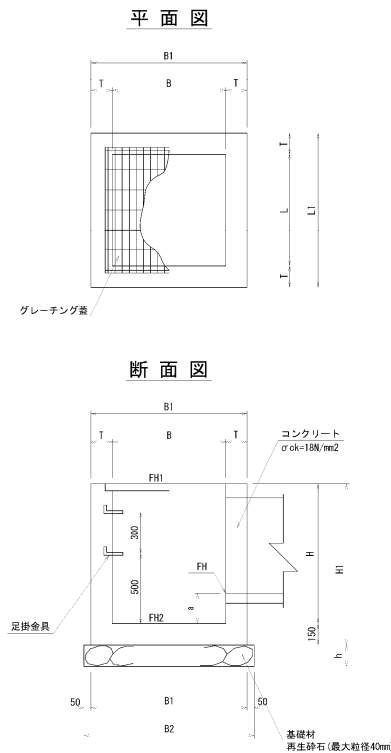 平面図
B1
T B T
T
L
L1
T
グレーチング蓋
断面図
B1
T B T
コンクリート
σck=18N/mm2
FH1
300
H
H1
500
FH
a
足掛金具
FH2
150
h
50 B1 50
B2
基礎材
再生砕石(最大粒径40mm